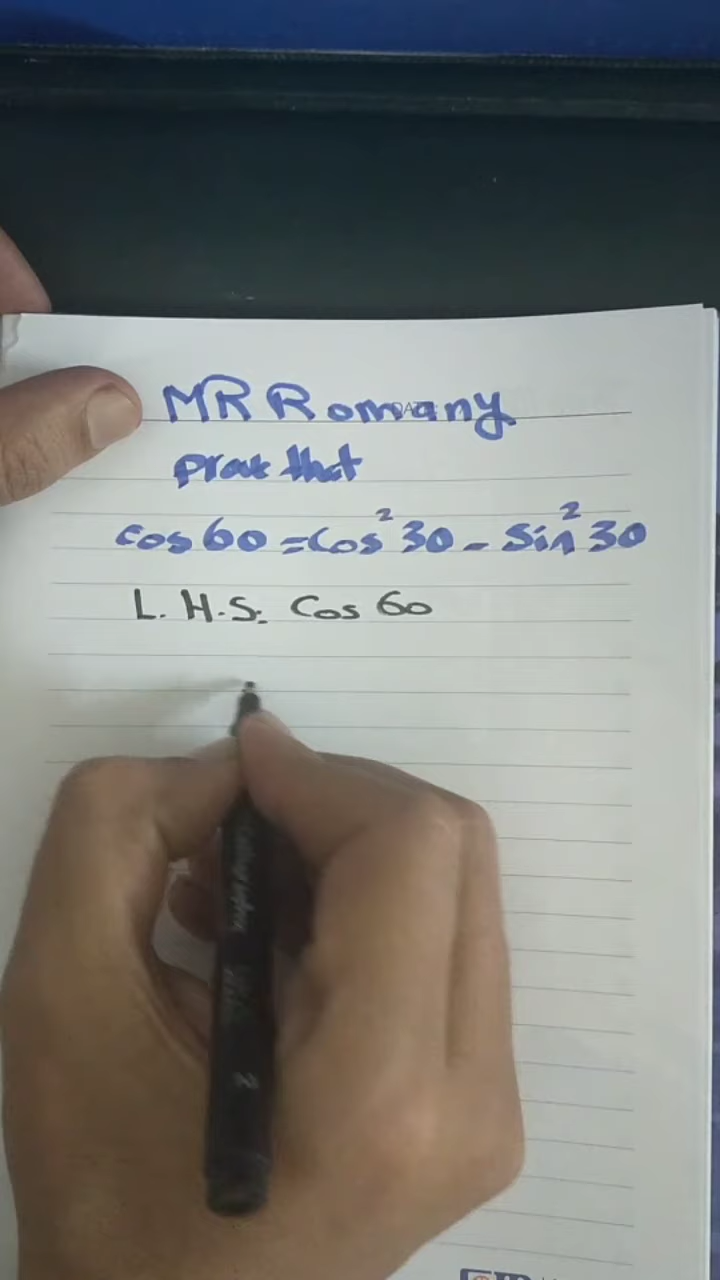 MR Romany
prove that
cos 60 = cos² 30 - sin² 30
L.H.S: Cos 60